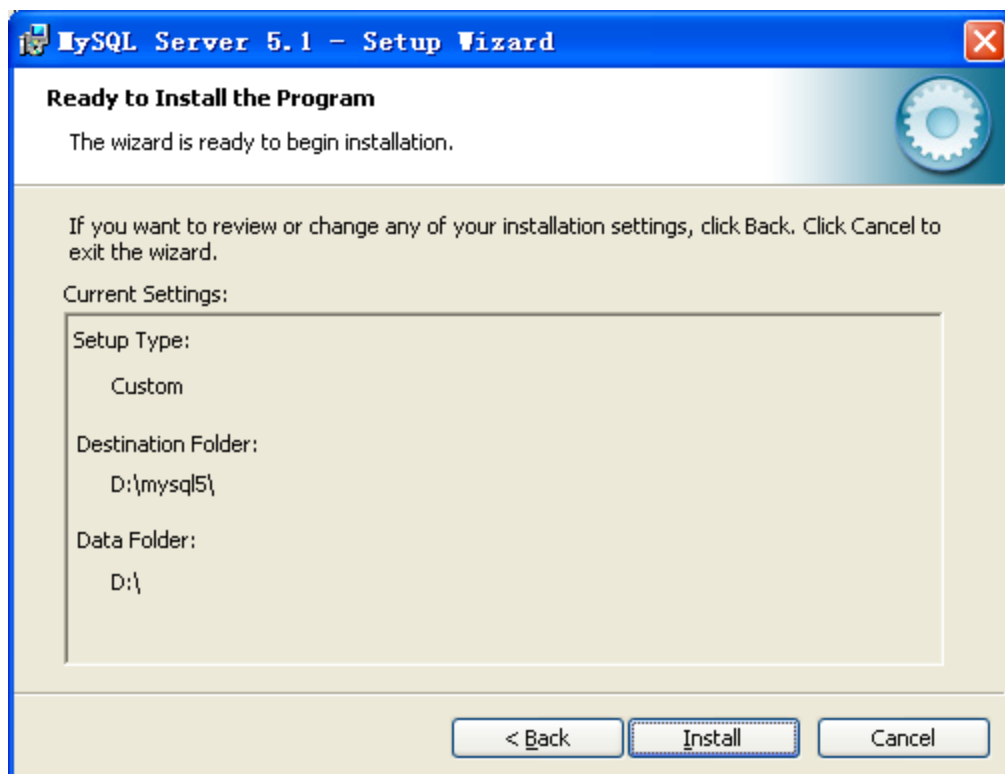 MySQL Server 5.1 - Setup Wizard
Ready to Install the Program
The wizard is ready to begin installation.
If you want to review or change any of your installation settings, click Back. Click Cancel to
exit the wizard.
Current Settings:
Setup Type:
Custom
Destination Folder:
D:\mysql5\
Data Folder:
D:\
< Back
Install
Cancel